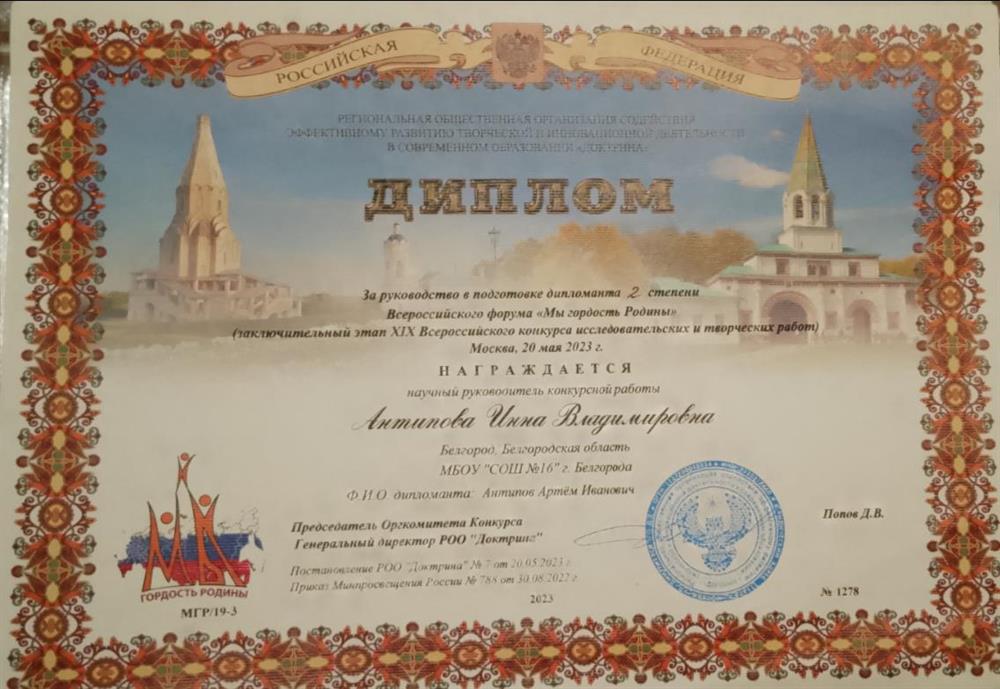 РОССИЙСКАЯ ФЕДЕРАЦИЯ
РЕГИОНАЛЬНАЯ ОБЩЕСТВЕННАЯ ОРГАНИЗАЦИЯ СОДЕЙСТВИЯ
ЭФФЕКТИВНОМУ РАЗВИТИЮ ТВОРЧЕСКОЙ И ИННОВАЦИОННОЙ ДЕЯТЕЛЬНОСТИ
В СОВРЕМЕННОМ ОБРАЗОВАНИИ «ДОКТРИНА»
ДИПЛОМ
За руководство в подготовке дипломанта 2 степени
Всероссийского форума «Мы гордость Родины»
(заключительный этап XIX Всероссийского конкурса исследовательских и творческих работ)
Москва, 20 мая 2023 г.
НАГРАЖДАЕТСЯ
научный руководитель конкурсной работы
Антипова Инна Владимировна
Белгород, Белгородская область
МБОУ "СОШ №16" г. Белгорода
Ф.И.О. дипломанта: Антипов Артём Иванович
Председатель Оргкомитета Конкурса
Генеральный директор РОО "Доктрина"
Попов Д.В.
Постановление РОО "Доктрина" № 7 от 20.05.2023 г.
Приказ Минпросвещения России № 788 от 30.08.2022 г.
2023
№ 1278
ГОРДОСТЬ РОДИНЫ
МГР/19-3